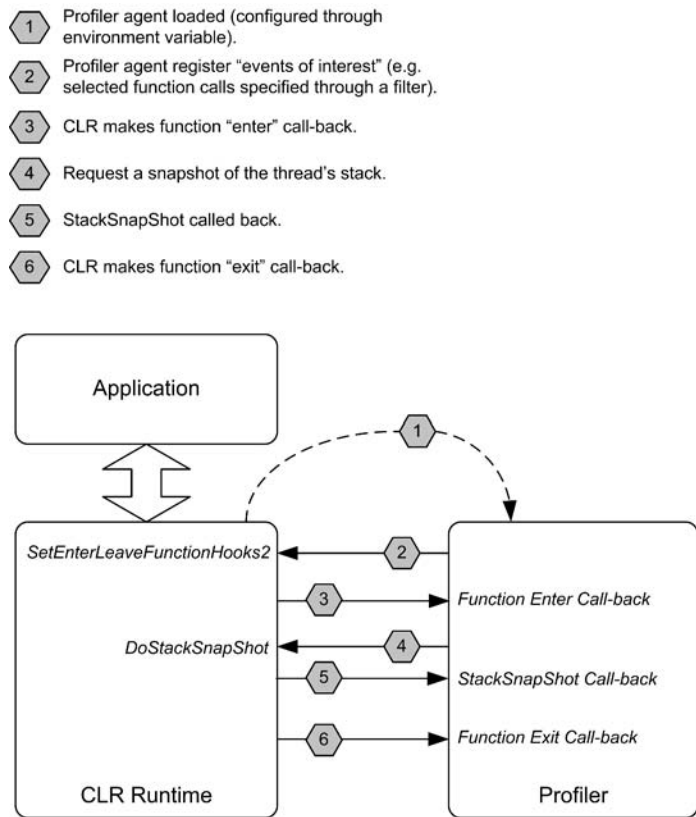 1
Profiler agent loaded (configured through
environment variable).
2
Profiler agent register “events of interest” (e.g.
selected function calls specified through a filter).
3
CLR makes function “enter” call-back.
4
Request a snapshot of the thread’s stack.
5
StackSnapShot called back.
6
CLR makes function “exit” call-back.
Application
1
SetEnterLeaveFunctionHooks2
2
3
Function Enter Call-back
DoStackSnapShot
4
5
StackSnapShot Call-back
6
Function Exit Call-back
CLR Runtime
Profiler